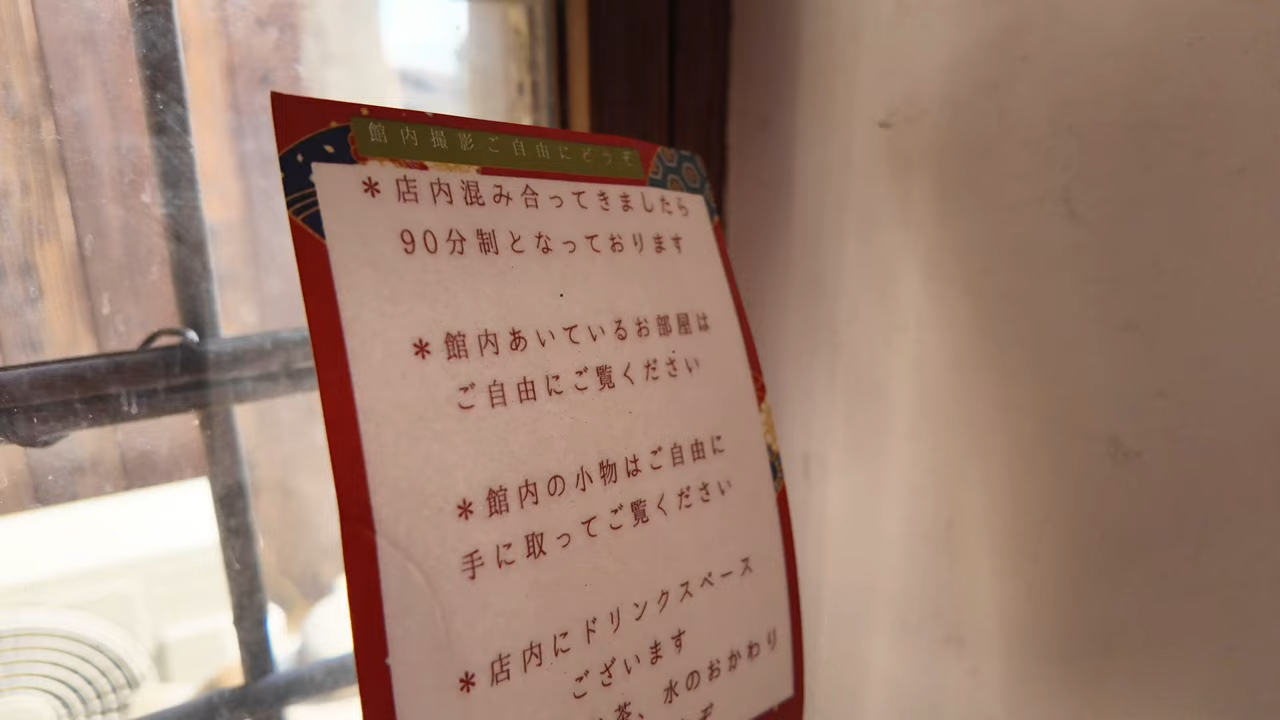 館内撮影ご自由にどうぞ
＊店内混み合ってきましたら
90分制となっております
＊館内あいているお部屋は
ご自由にご覧ください
＊館内の小物はご自由に
手に取ってご覧ください
＊店内にドリンクスペース
ございます
茶、水のおかわり